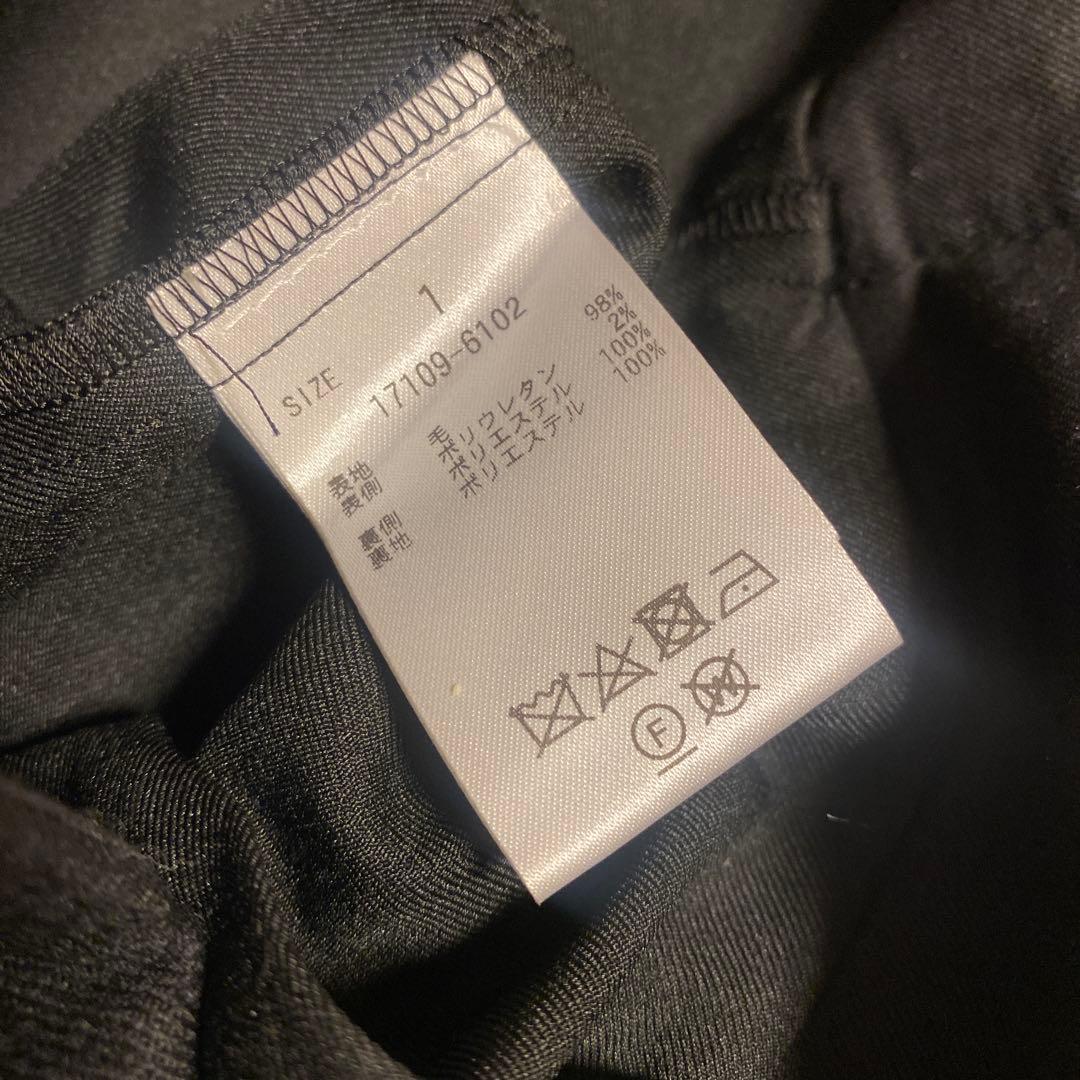 SIZE 1
17109-6102
毛 98%
表地 ポリウレタン 2%
表側 ポリエステル 100%
裏側 ポリエステル 100%
裏地
F W